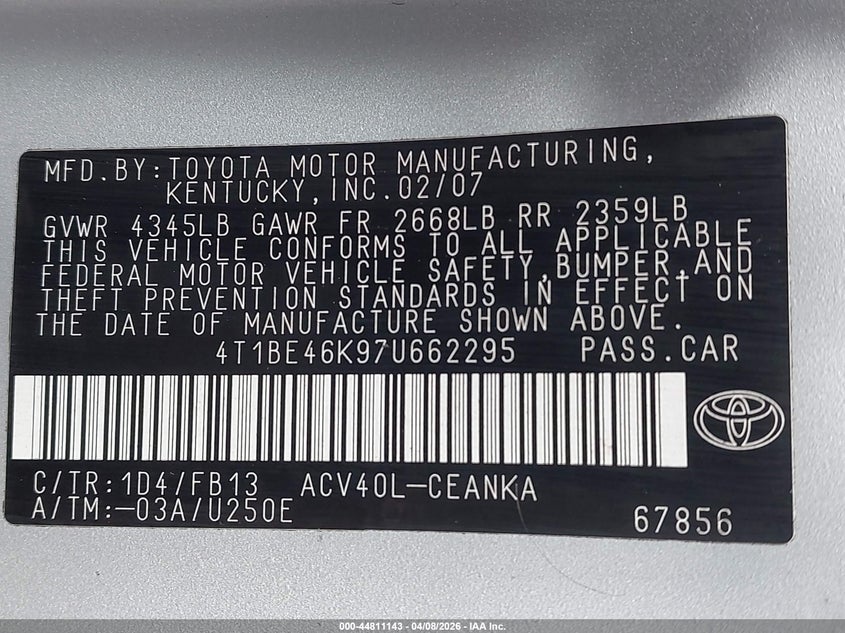 MFD.BY:TOYOTA MOTOR MANUFACTURING,
KENTUCKY,INC.02/07
GVWR 4345LB GAWR FR 2668LB RR 2359LB
THIS VEHICLE CONFORMS TO ALL APPLICABLE
FEDERAL MOTOR VEHICLE SAFETY,BUMPER,AND
THEFT PREVENTION STANDARDS IN EFFECT ON
THE DATE OF MANUFACTURE SHOWN ABOVE.
4T1BE46K97U662295 PASS.CAR
C/TR:1D4/FB13 ACV40L-CEANKA
A/TM:-03A/U250E
67856
000-44811143 - 04/08/2026 - IAA Inc.